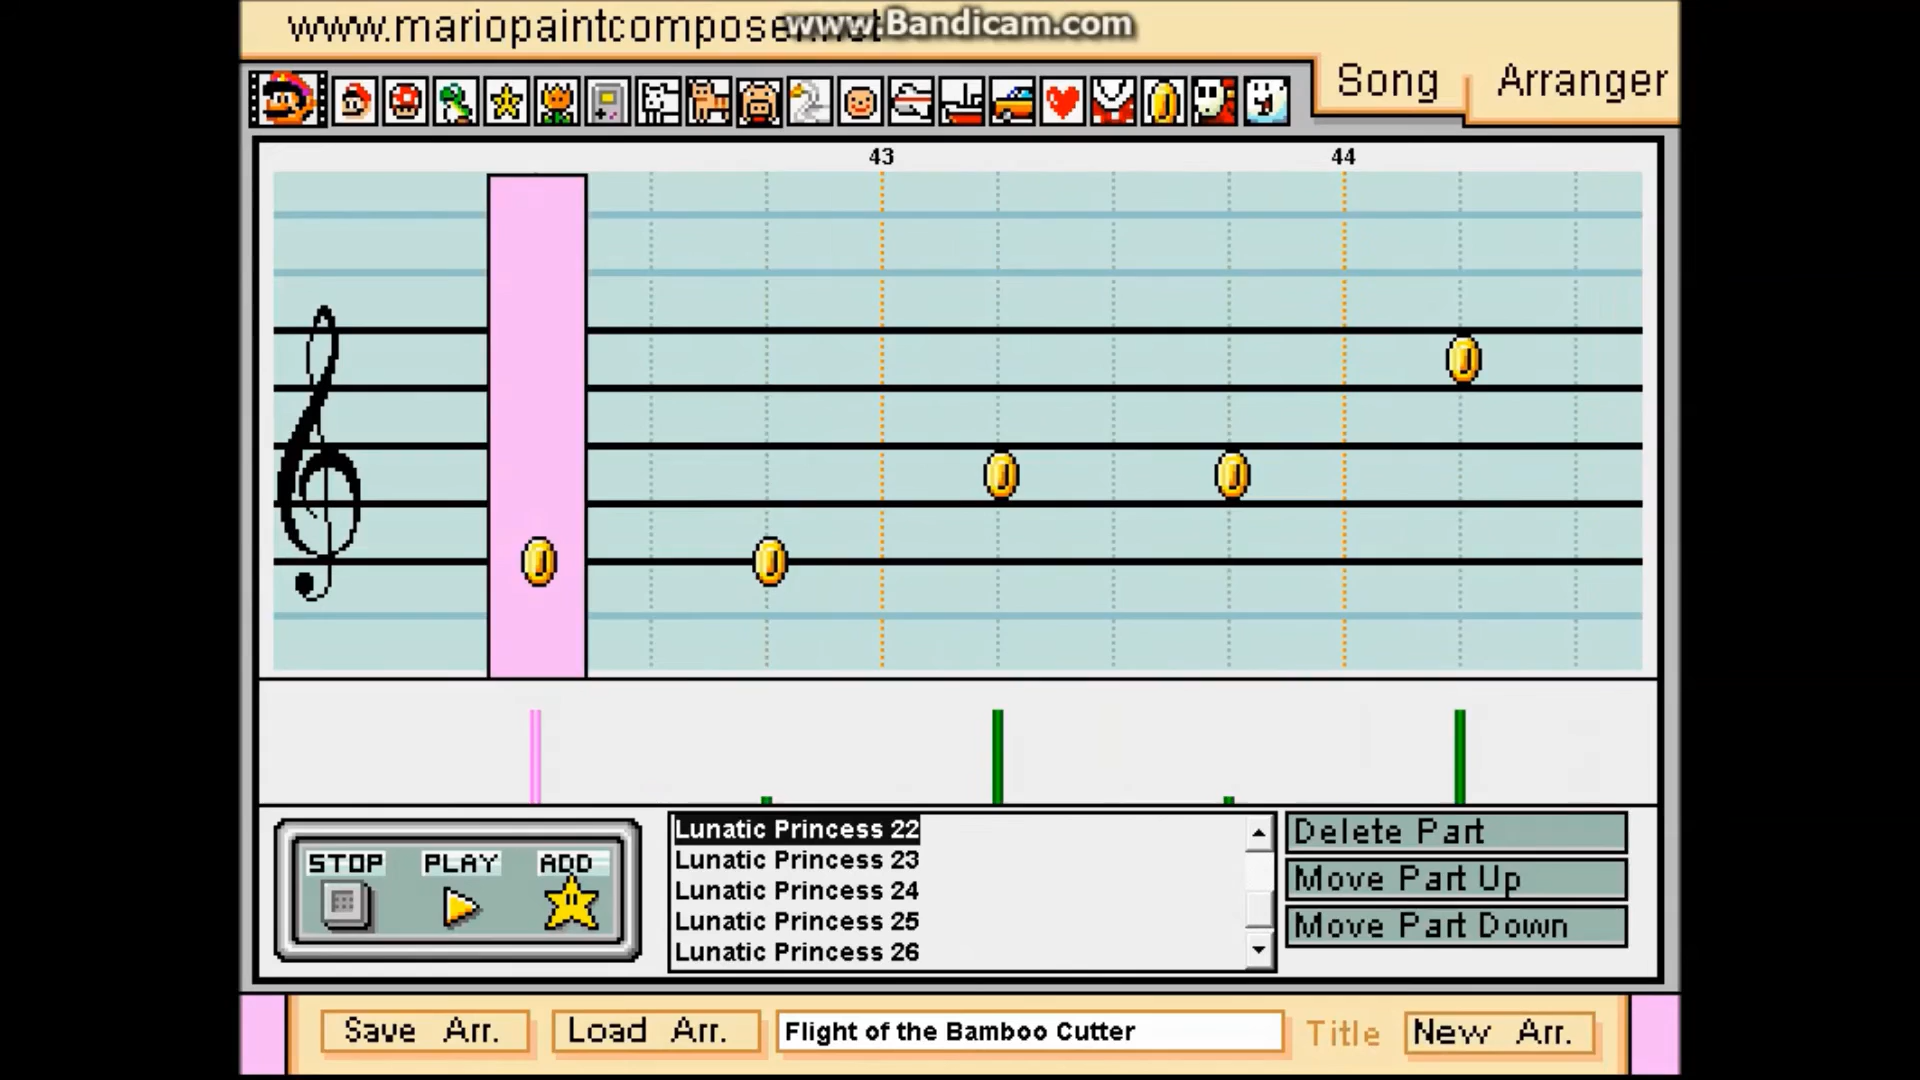 www.mariopaintcomposer.net
www.Bandicam.com
Song
Arranger
43
44
STOP
PLAY
ADD
Lunatic Princess 22
Lunatic Princess 23
Lunatic Princess 24
Lunatic Princess 25
Lunatic Princess 26
Delete Part
Move Part Up
Move Part Down
Save Arr.
Load Arr.
Flight of the Bamboo Cutter
Title
New Arr.